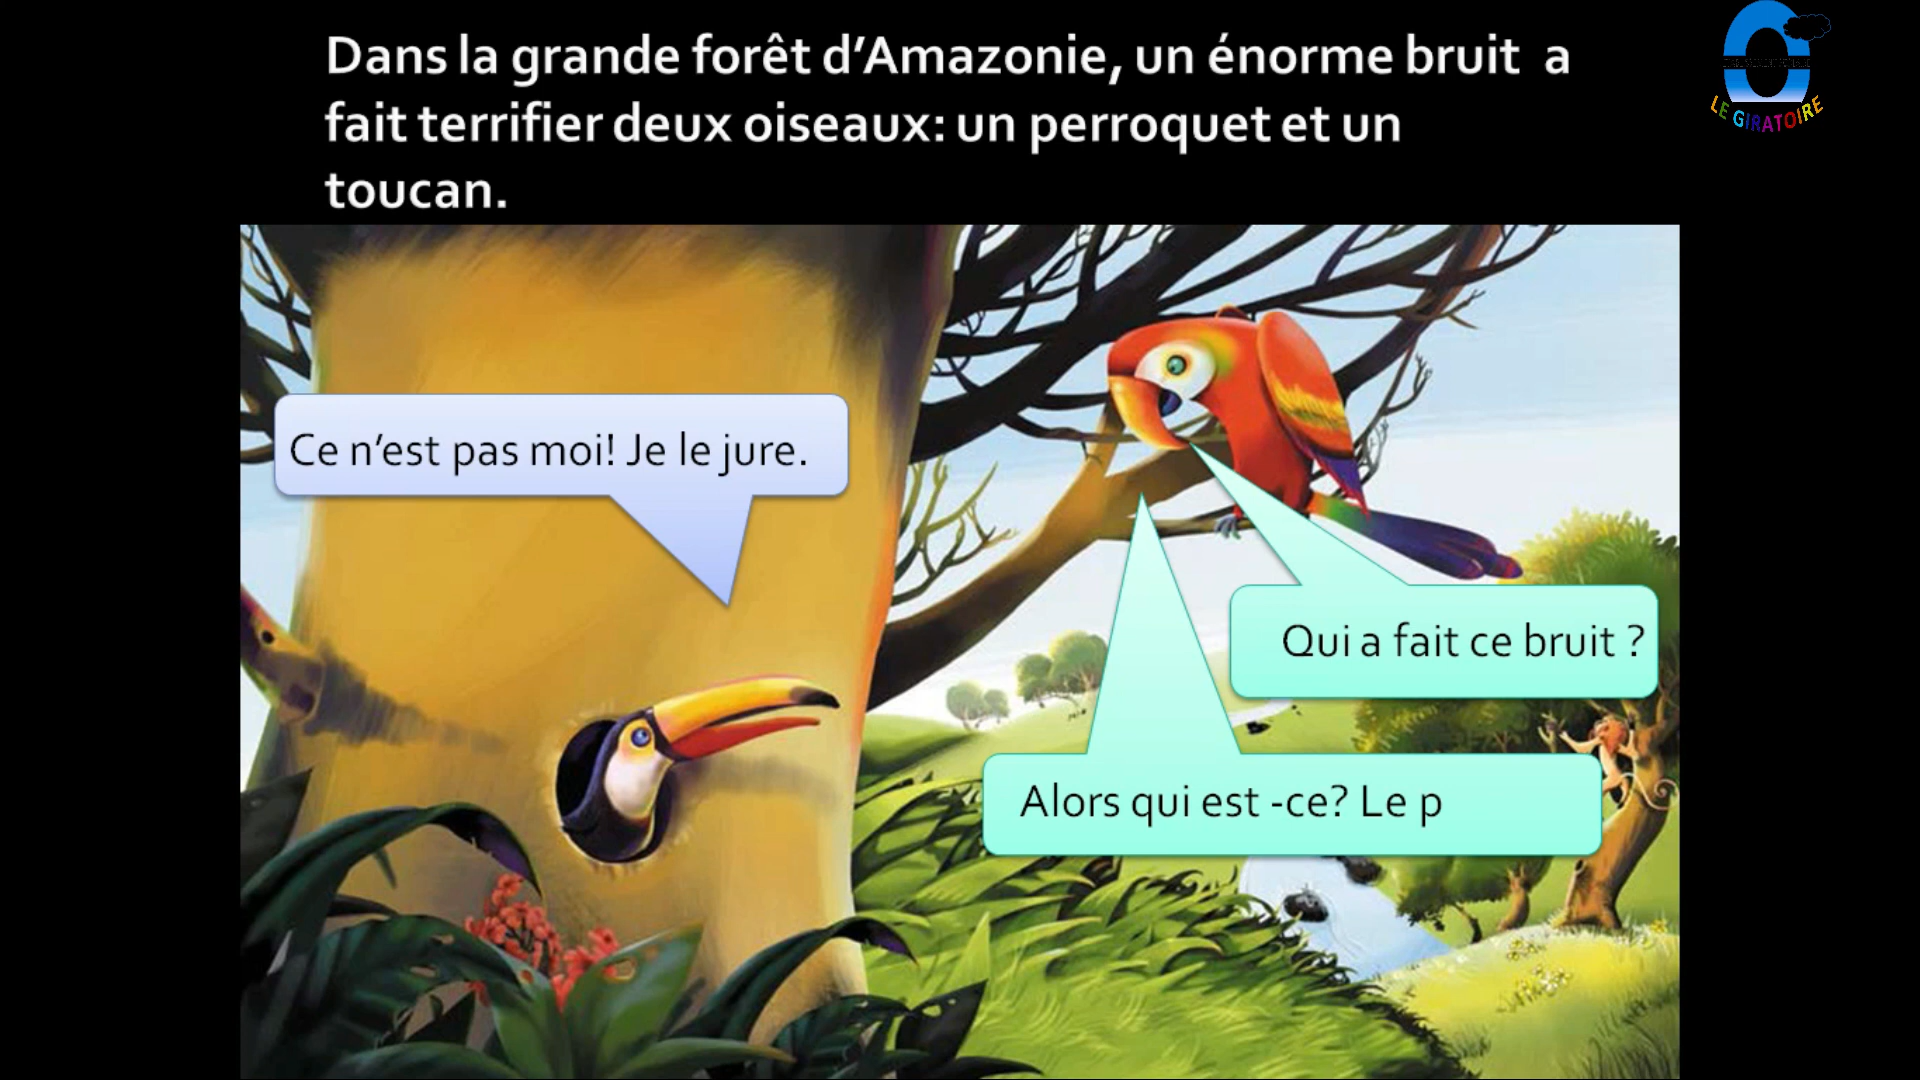 Dans la grande forêt d’Amazonie, un énorme bruit a
fait terrifier deux oiseaux: un perroquet et un
toucan.
LE GIRATOIRE
Ce n’est pas moi! Je le jure.
Qui a fait ce bruit ?
Alors qui est -ce? Le p